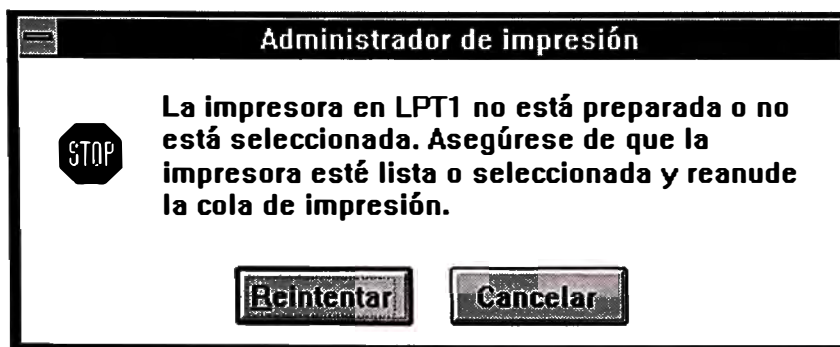 Administrador de impresión
La impresora en LPT1 no está preparada o no
está seleccionada. Asegúrese de que la
STOP
impresora esté lista o seleccionada y reanude
la cola de impresión.
Reintentar
Cancelar